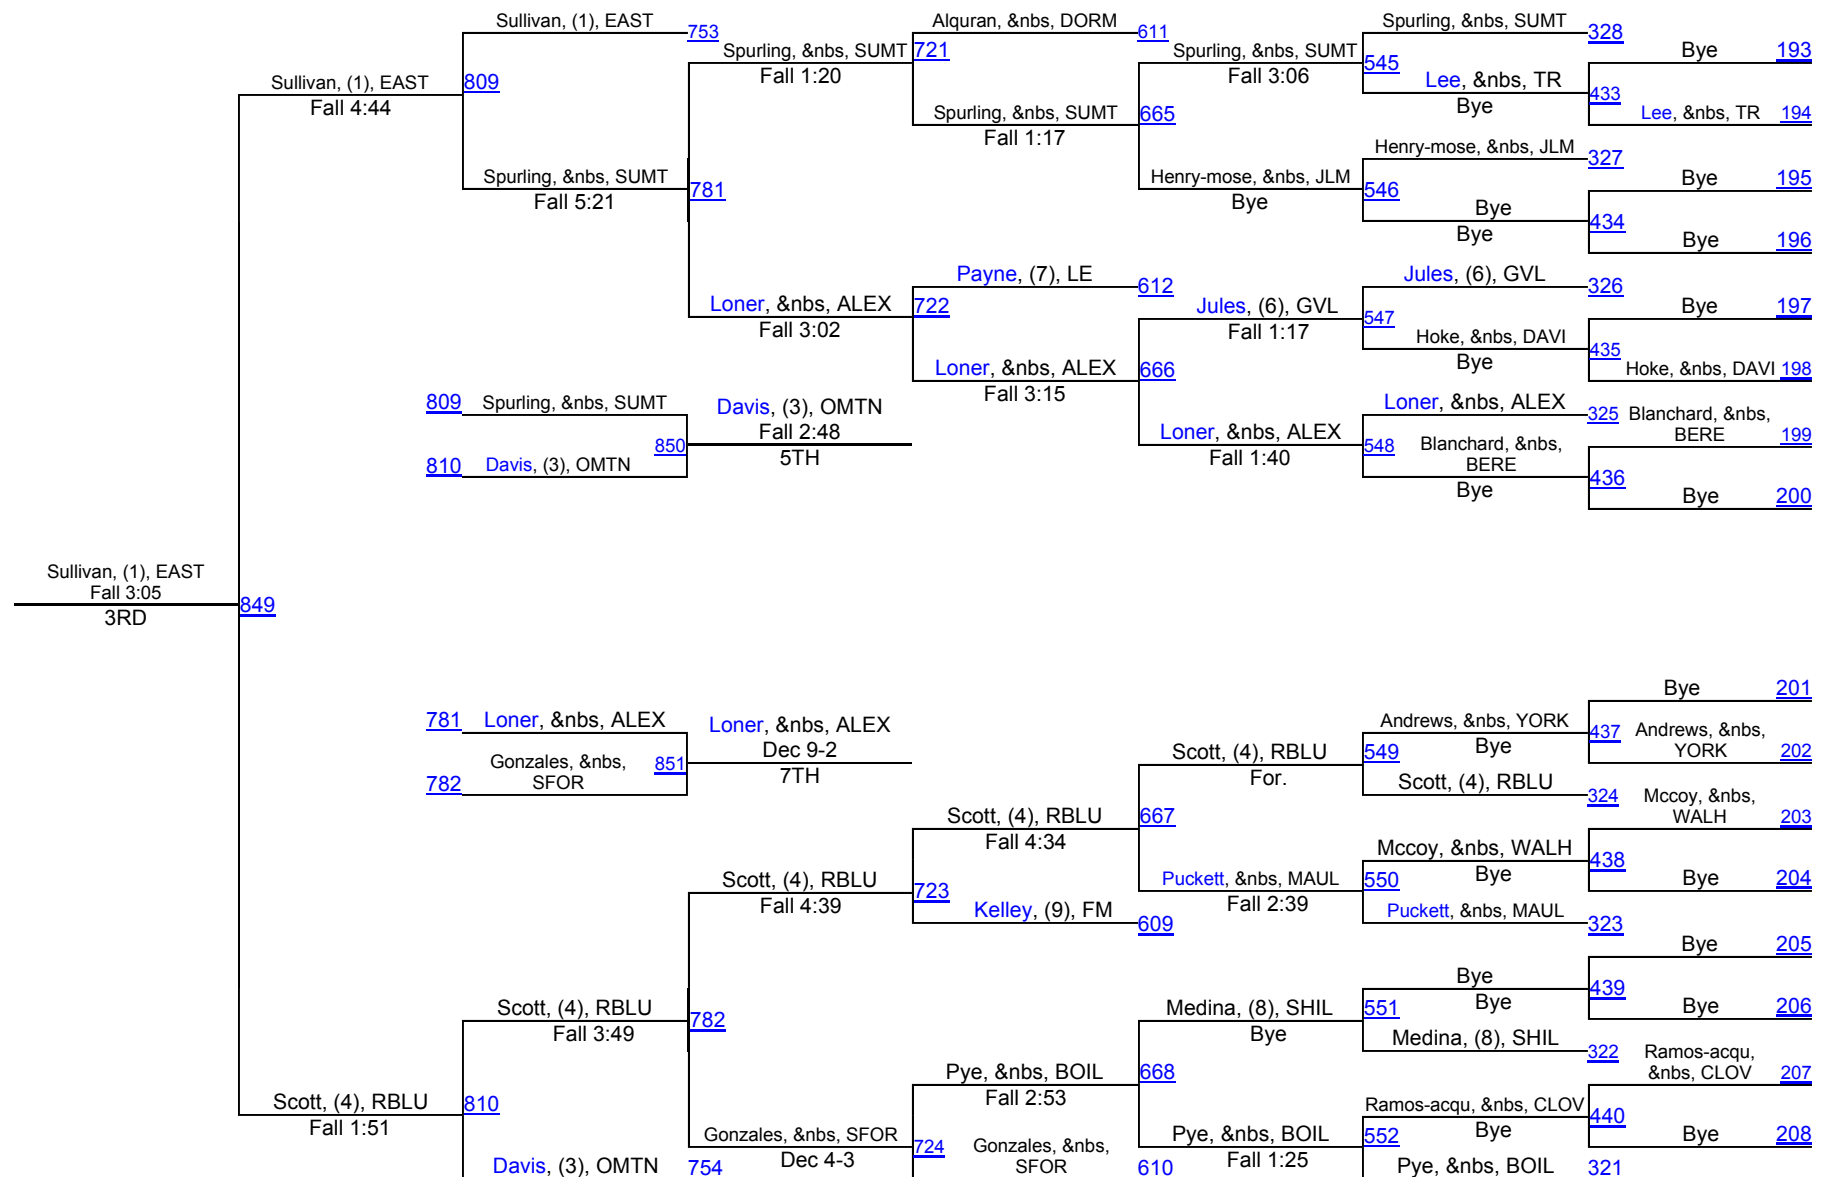 Sullivan, (1), EAST
753
Alquran, &nbs, DORM
611
Spurling, &nbs, SUMT
328
Spurling, &nbs, SUMT
721
Fall 1:20
Spurling, &nbs, SUMT
545
Fall 3:06
Bye
193
Sullivan, (1), EAST
809
Fall 4:44
Lee, &nbs, TR
433
Bye
Spurling, &nbs, SUMT
665
Fall 1:17
Lee, &nbs, TR
194
Henry-mose, &nbs, JLM
327
Spurling, &nbs, SUMT
781
Fall 5:21
Henry-mose, &nbs, JLM
546
Bye
Bye
195
Bye
434
Bye
Bye
196
Payne, (7), LE
612
Jules, (6), GVL
326
Loner, &nbs, ALEX
722
Fall 3:02
Jules, (6), GVL
547
Fall 1:17
Bye
197
Hoke, &nbs, DAVI
435
Bye
Loner, &nbs, ALEX
666
Fall 3:15
Hoke, &nbs, DAVI
198
809
Spurling, &nbs, SUMT
Davis, (3), OMTN
Fall 2:48
5TH
850
810
Davis, (3), OMTN
Loner, &nbs, ALEX
325
Blanchard, &nbs,
BERE
199
Loner, &nbs, ALEX
548
Fall 1:40
Blanchard, &nbs,
BERE
436
Bye
Bye
200
Sullivan, (1), EAST
Fall 3:05
849
3RD
Bye
201
781
Loner, &nbs, ALEX
Loner, &nbs, ALEX
Dec 9-2
7TH
851
Gonzales, &nbs,
SFOR
782
Andrews, &nbs, YORK
437
Bye
Andrews, &nbs,
YORK
202
Scott, (4), RBLU
549
For.
Scott, (4), RBLU
324
Mccoy, &nbs,
WALH
203
Scott, (4), RBLU
667
Fall 4:34
Mccoy, &nbs, WALH
438
Bye
Scott, (4), RBLU
723
Fall 4:39
Puckett, &nbs, MAUL
550
Fall 2:39
Bye
204
Kelley, (9), FM
609
Puckett, &nbs, MAUL
323
Bye
205
Bye
439
Bye
Scott, (4), RBLU
782
Fall 3:49
Medina, (8), SHIL
551
Bye
Bye
206
Medina, (8), SHIL
322
Ramos-acqu,
&nbs, CLOV
207
Pye, &nbs, BOIL
668
Fall 2:53
Scott, (4), RBLU
810
Fall 1:51
Ramos-acqu, &nbs, CLOV
440
Bye
Gonzales, &nbs, SFOR
724
Dec 4-3
Pye, &nbs, BOIL
552
Fall 1:25
Bye
208
Davis, (3), OMTN
754
Gonzales, &nbs,
SFOR
610
Pye, &nbs, BOIL
321